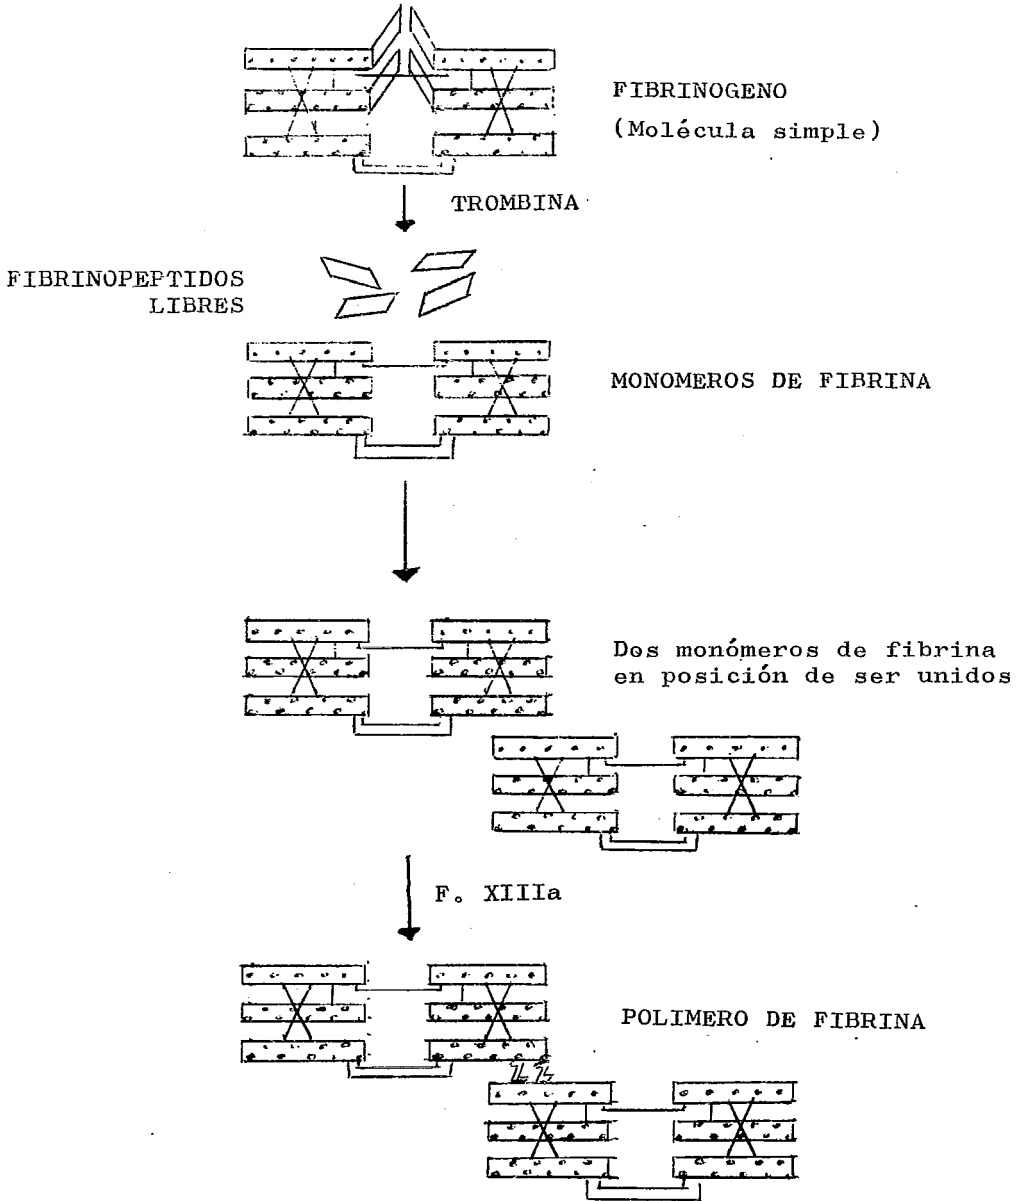 FIBRINOGENO
(Molécula simple)
TROMBINA
FIBRINOPEPTIDOS
LIBRES
MONOMEROS DE FIBRINA
Dos monómeros de fibrina
en posición de ser unidos
F. XIIIa
POLIMERO DE FIBRINA